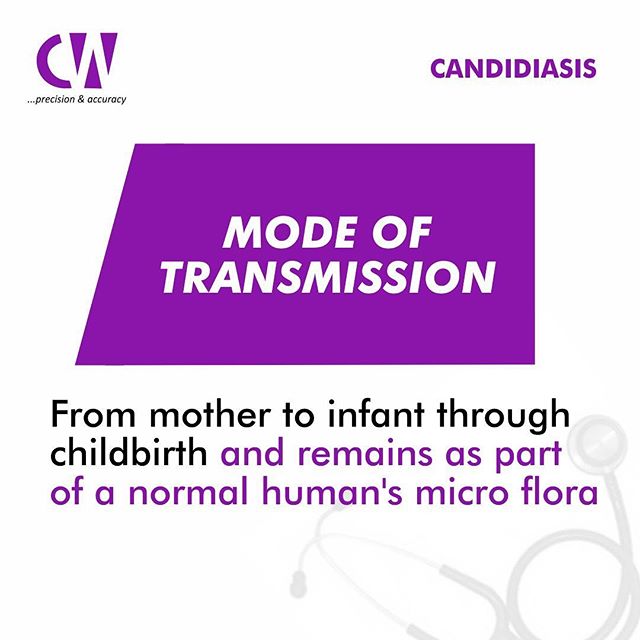 CW
...precision & accuracy
CANDIDIASIS
MODE OF
TRANSMISSION
From mother to infant through
childbirth and remains as part
of a normal human's micro flora